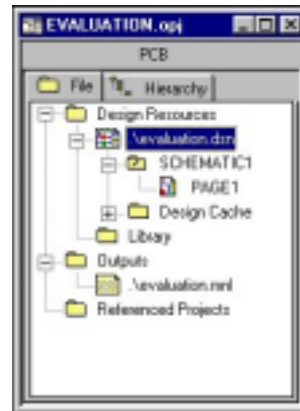 EVALUATION.opj
PCB
File Hierarchy
Design Resources
.\evaluation.dsn
SCHEMATIC1
PAGE1
Design Cache
Library
Outputs
.\evaluation.mnl
Referenced Projects